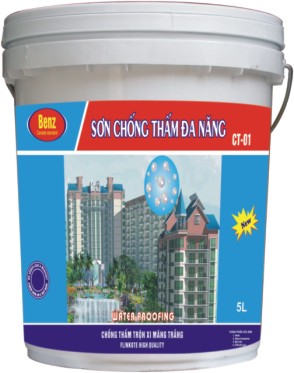 Benz
SƠN CHỐNG THẤM ĐA NĂNG
CT-01
5L
WATER PROOFING
CHỐNG THẤM TRỘN XI MĂNG TRẮNG
FLINKOTE HIGH QUALITY